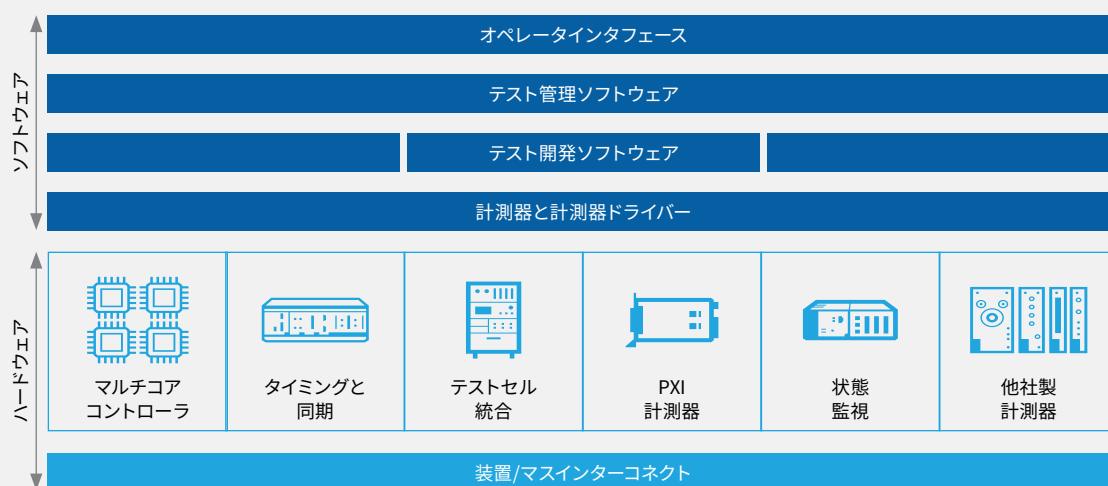 ソフトウェア
オペレータインタフェース
テスト管理ソフトウェア
テスト開発ソフトウェア
計測器と計測器ドライバー
ハードウェア
マルチコア
コントローラ
タイミングと
同期
テストセル
統合
PXI
計測器
状態
監視
他社製
計測器
装置/マスインターコネクト